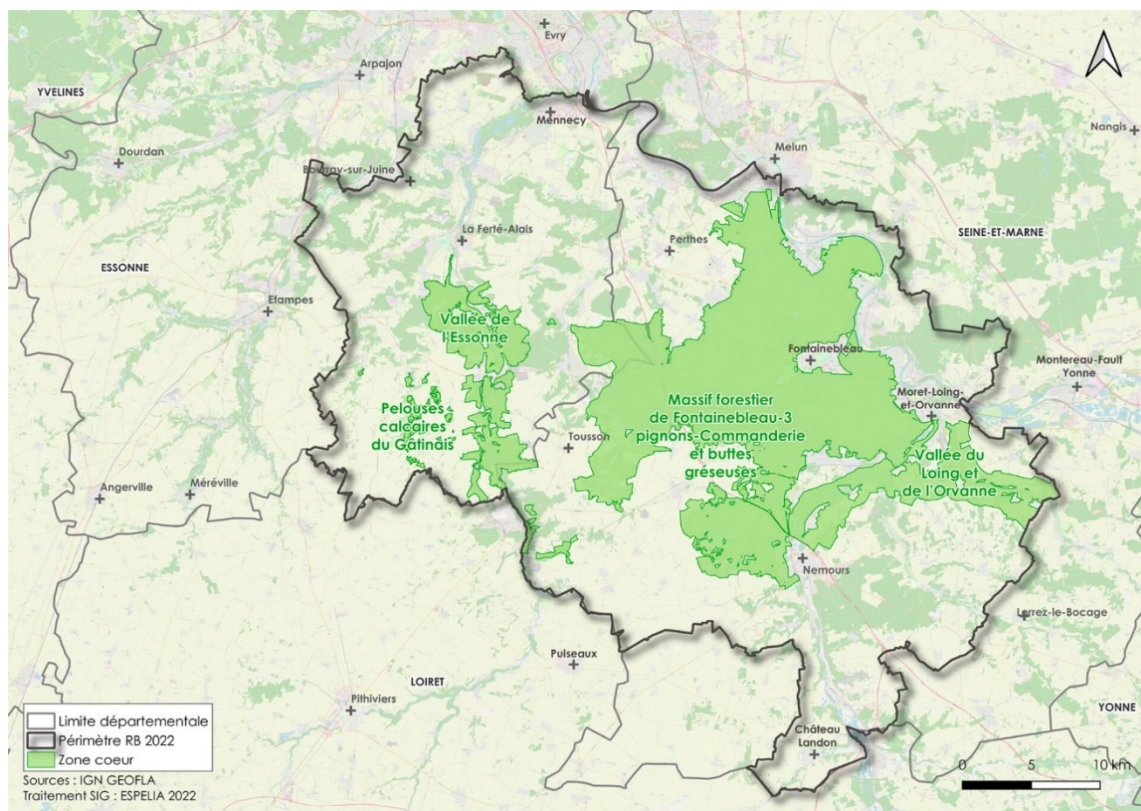 Evry
Arpajon
YVELINES
Mennecy
Nangis
Dourdan
Melun
Bouray-sur-Juine
SEINE-ET-MARNE
La Ferté-Alais
Perthes
ESSONNE
Etampes
Vallée de
l'Essonne
Fontainebleau
Montereau-Fault
Yonne
Moret-Loing-
et-Orvanne
Massif forestier
de Fontainebleau-3
pignons-Commanderie
et buttes
gréseuses
Pelouses
calcaires
du Gâtinais
Tousson
Vallée du
Loing et
de l'Orvanne
Angerville
Méréville
Nemours
Lorrez-le-Bocage
Puiseaux
LOIRET
Pithiviers
YONNE
Château
Landon
Limite départementale
Périmètre RB 2022
Zone coeur
Sources : IGN GEOFLA
Traitement SIG : ESPELIA 2022
0 5 10 km